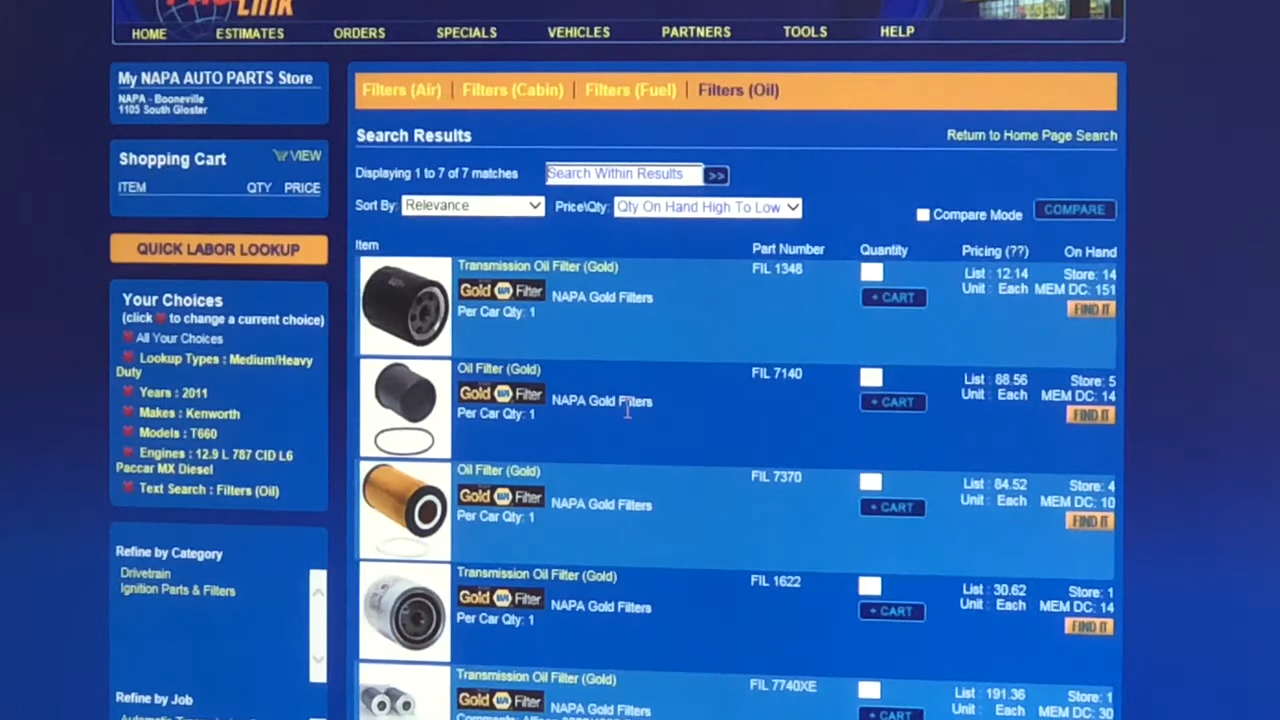 LINK
HOME ESTIMATES ORDERS SPECIALS VEHICLES PARTNERS TOOLS HELP
My NAPA AUTO PARTS Store
NAPA - Booneville
1105 South Gloster
Shopping Cart VIEW
ITEM QTY PRICE
QUICK LABOR LOOKUP
Your Choices
(click to change a current choice)
All Your Choices
Lookup Types : Medium/Heavy
Duty
Years : 2011
Makes : Kenworth
Models : T660
Engines : 12.9 L 787 CID L6
Paccar MX Diesel
Text Search : Filters (Oil)
Refine by Category
Drivetrain
Ignition Parts & Filters
Refine by Job
Filters (Air) | Filters (Cabin) | Filters (Fuel) | Filters (Oil)
Search Results Return to Home Page Search
Displaying 1 to 7 of 7 matches Search Within Results >>
Sort By: Relevance Price\Qty: Qty On Hand High To Low Compare Mode COMPARE
Item Part Number Quantity Pricing (??) On Hand
Transmission Oil Filter (Gold) FIL 1348 List : 12.14 Store: 14
Gold NAPA Filter NAPA Gold Filters + CART Unit : Each MEM DC: 151
Per Car Qty: 1 FIND IT
Oil Filter (Gold) FIL 7140 List : 88.56 Store: 5
Gold NAPA Filter NAPA Gold Filters + CART Unit : Each MEM DC: 14
Per Car Qty: 1 FIND IT
Oil Filter (Gold) FIL 7370 List : 84.52 Store: 4
Gold NAPA Filter NAPA Gold Filters + CART Unit : Each MEM DC: 10
Per Car Qty: 1 FIND IT
Transmission Oil Filter (Gold) FIL 1622 List : 30.62 Store: 1
Gold NAPA Filter NAPA Gold Filters + CART Unit : Each MEM DC: 14
Per Car Qty: 1 FIND IT
Transmission Oil Filter (Gold) FIL 7740XE List : 191.36 Store: 1
Gold NAPA Filter NAPA Gold Filters + CART Unit : Each MEM DC: 30